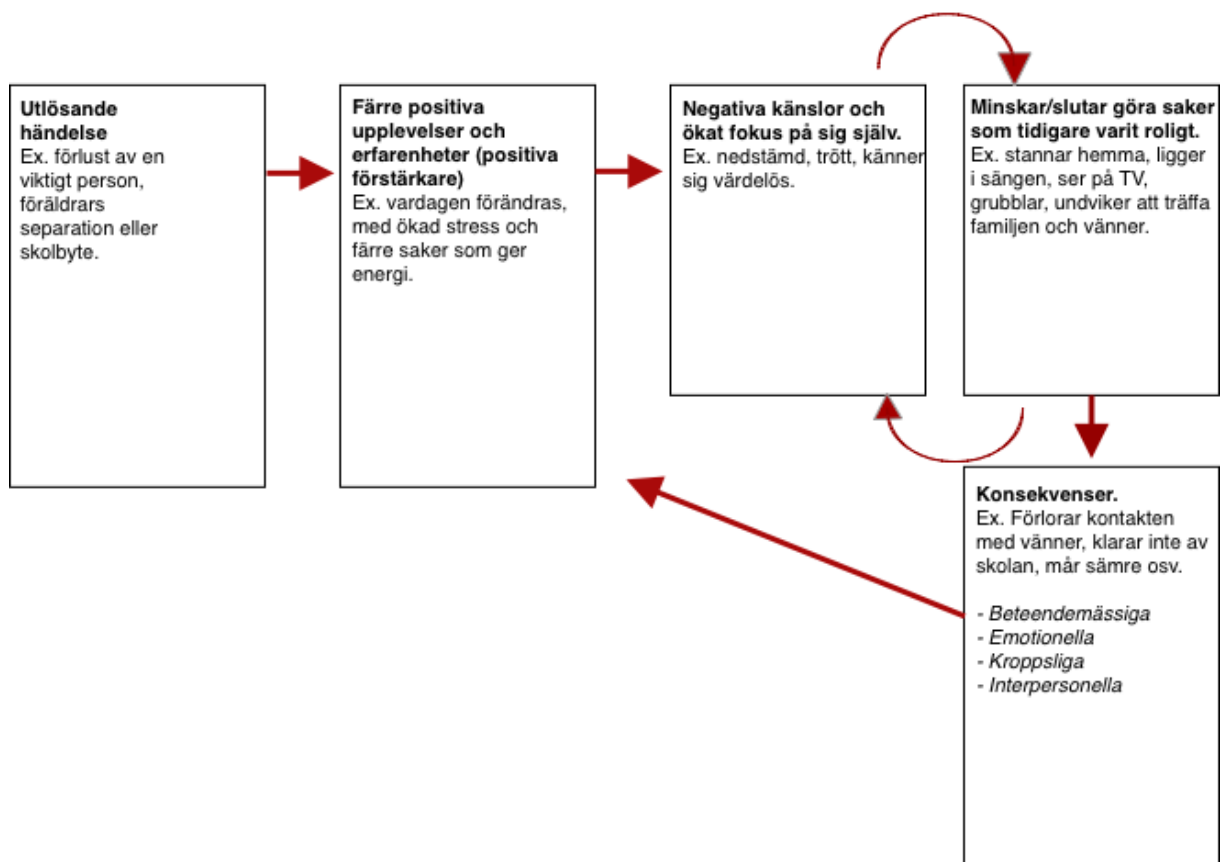 Utlösande
händelse
Ex. förlust av en
viktigt person,
föräldrars
separation eller
skolbyte.
Färre positiva
upplevelser och
erfarenheter (positiva
förstärkare)
Ex. vardagen förändras,
med ökad stress och
färre saker som ger
energi.
Negativa känslor och
ökat fokus på sig själv.
Ex. nedstämd, trött, känner
sig värdelös.
Minskar/slutar göra saker
som tidigare varit roligt.
Ex. stannar hemma, ligger
i sängen, ser på TV,
grubblar, undviker att träffa
familjen och vänner.
Konsekvenser.
Ex. Förlorar kontakten
med vänner, klarar inte av
skolan, mår sämre osv.
- Beteendemässiga
- Emotionella
- Kroppsliga
- Interpersonella